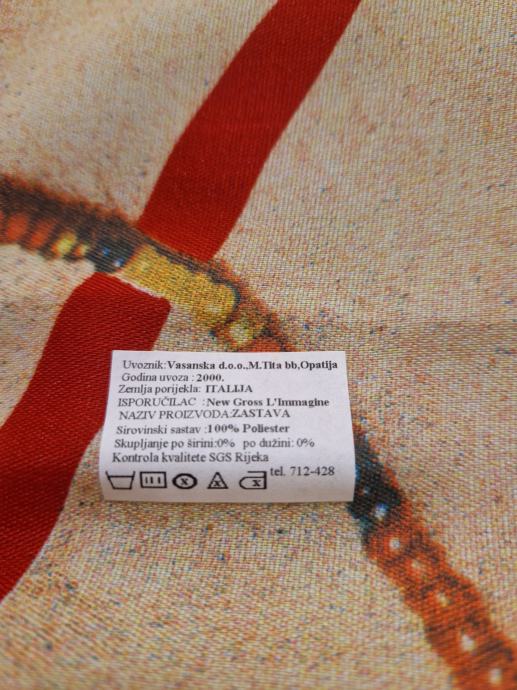 Uvoznik:Vasanska d.o.o.,M.Tita bb,Opatija
Godina uvoza : 2000.
Zemlja porijekla: ITALIJA
ISPORUČILAC :New Gross L'Immagine
NAZIV PROIZVODA:ZASTAVA
Sirovinski sastav :100% Poliester
Skupljanje po širini:0% po dužini: 0%
Kontrola kvalitete SGS Rijeka
tel. 712-428